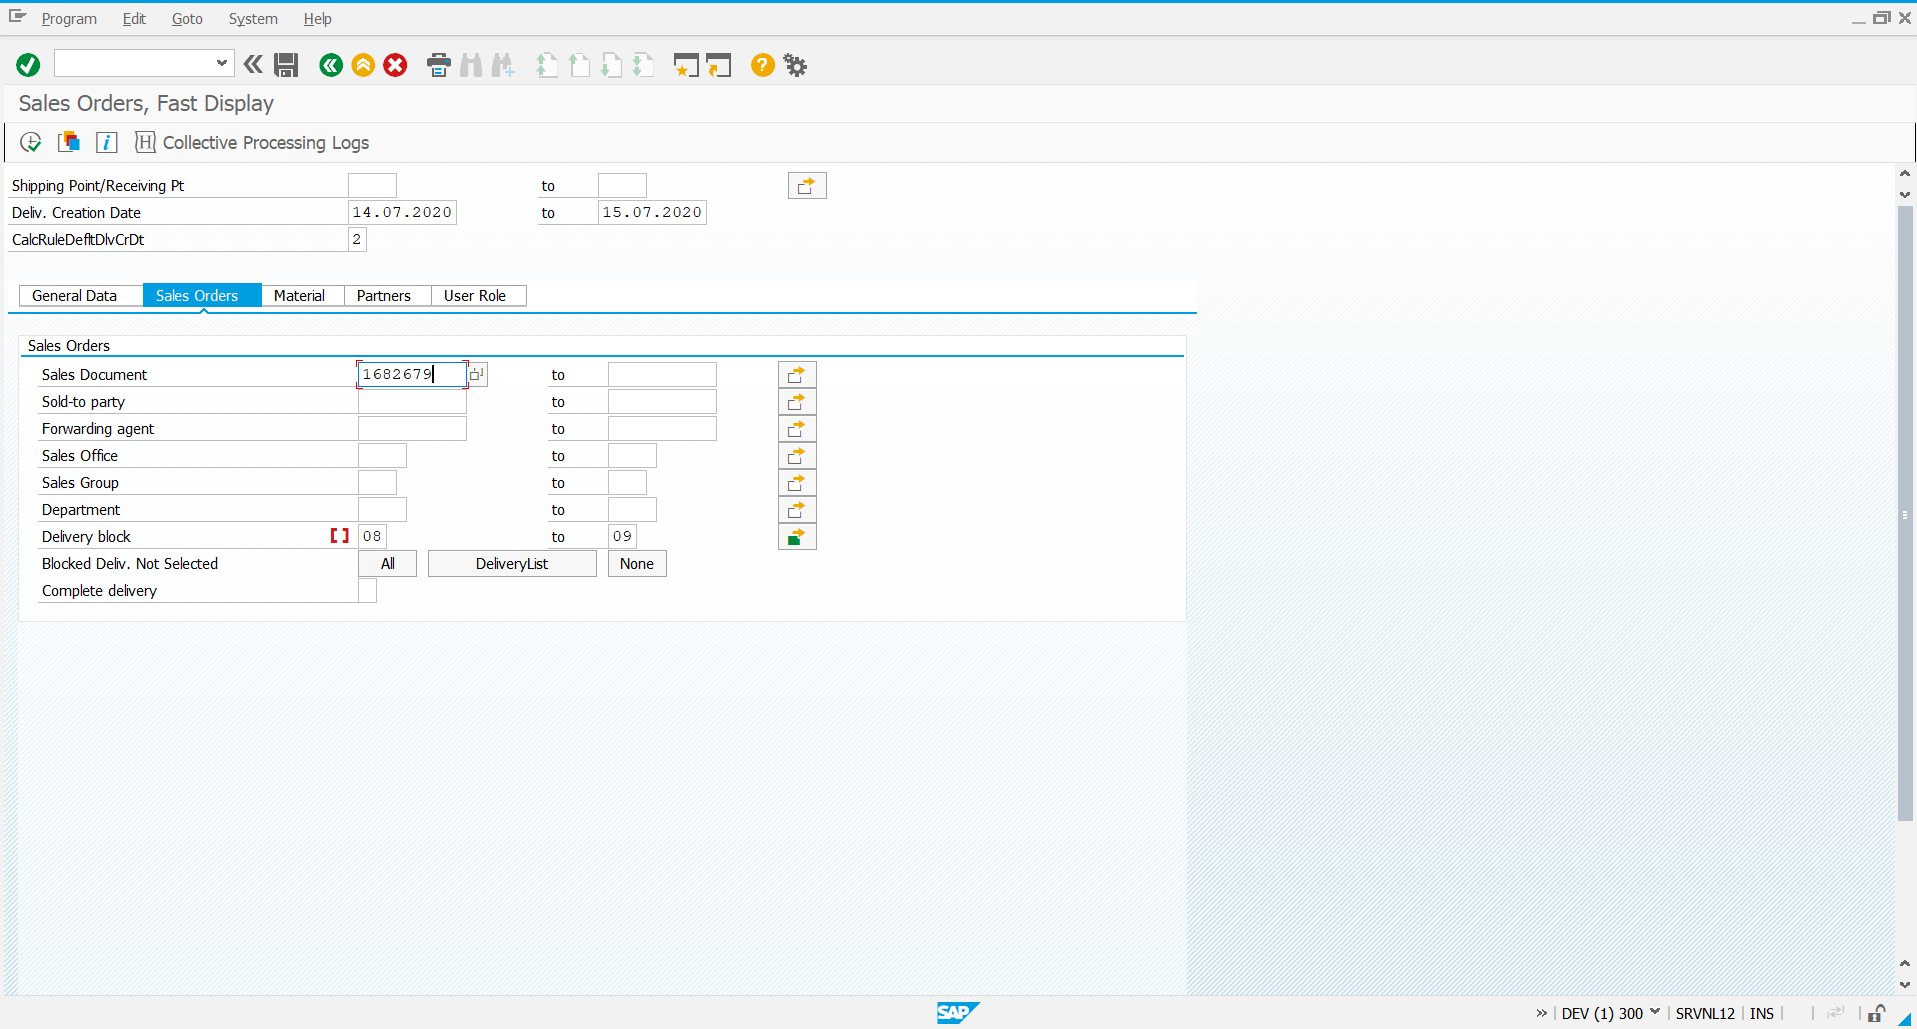 Program Edit Goto System Help
Sales Orders, Fast Display
Collective Processing Logs
Shipping Point/Receiving Pt to
Deliv. Creation Date 14.07.2020 to 15.07.2020
CalcRuleDefltDlvCrDt 2
General Data Sales Orders Material Partners User Role
Sales Orders
Sales Document 1682679 to
Sold-to party to
Forwarding agent to
Sales Office to
Sales Group to
Department to
Delivery block 08 to 09
Blocked Deliv. Not Selected All DeliveryList None
Complete delivery
SAP » DEV (1) 300 SRVNL12 INS